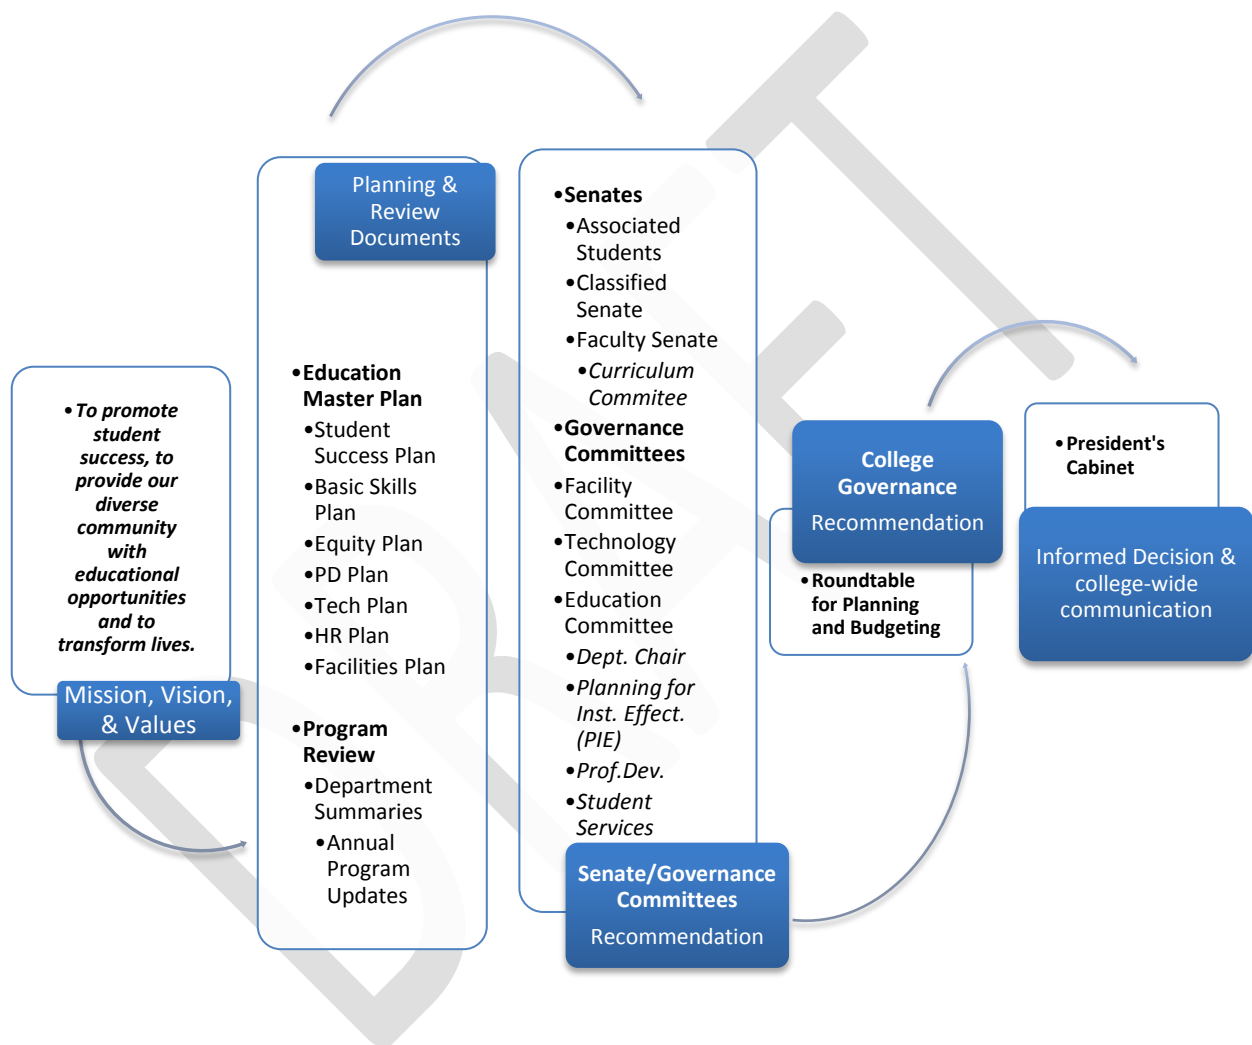 •To promote
student
success, to
provide our
diverse
community
with
educational
opportunities
and to
transform lives.
Mission, Vision,
& Values
Planning &
Review
Documents
•Education
Master Plan
•Student
Success Plan
•Basic Skills
Plan
•Equity Plan
•PD Plan
•Tech Plan
•HR Plan
•Facilities Plan
•Program
Review
•Department
Summaries
•Annual
Program
Updates
•Senates
•Associated
Students
•Classified
Senate
•Faculty Senate
•Curriculum
Commitee
•Governance
Committees
•Facility
Committee
•Technology
Committee
•Education
Committee
•Dept. Chair
•Planning for
Inst. Effect.
(PIE)
•Prof.Dev.
•Student
Services
Senate/Governance
Committees
Recommendation
College
Governance
Recommendation
•Roundtable
for Planning
and Budgeting
•President's
Cabinet
Informed Decision &
college-wide
communication
DRAFT